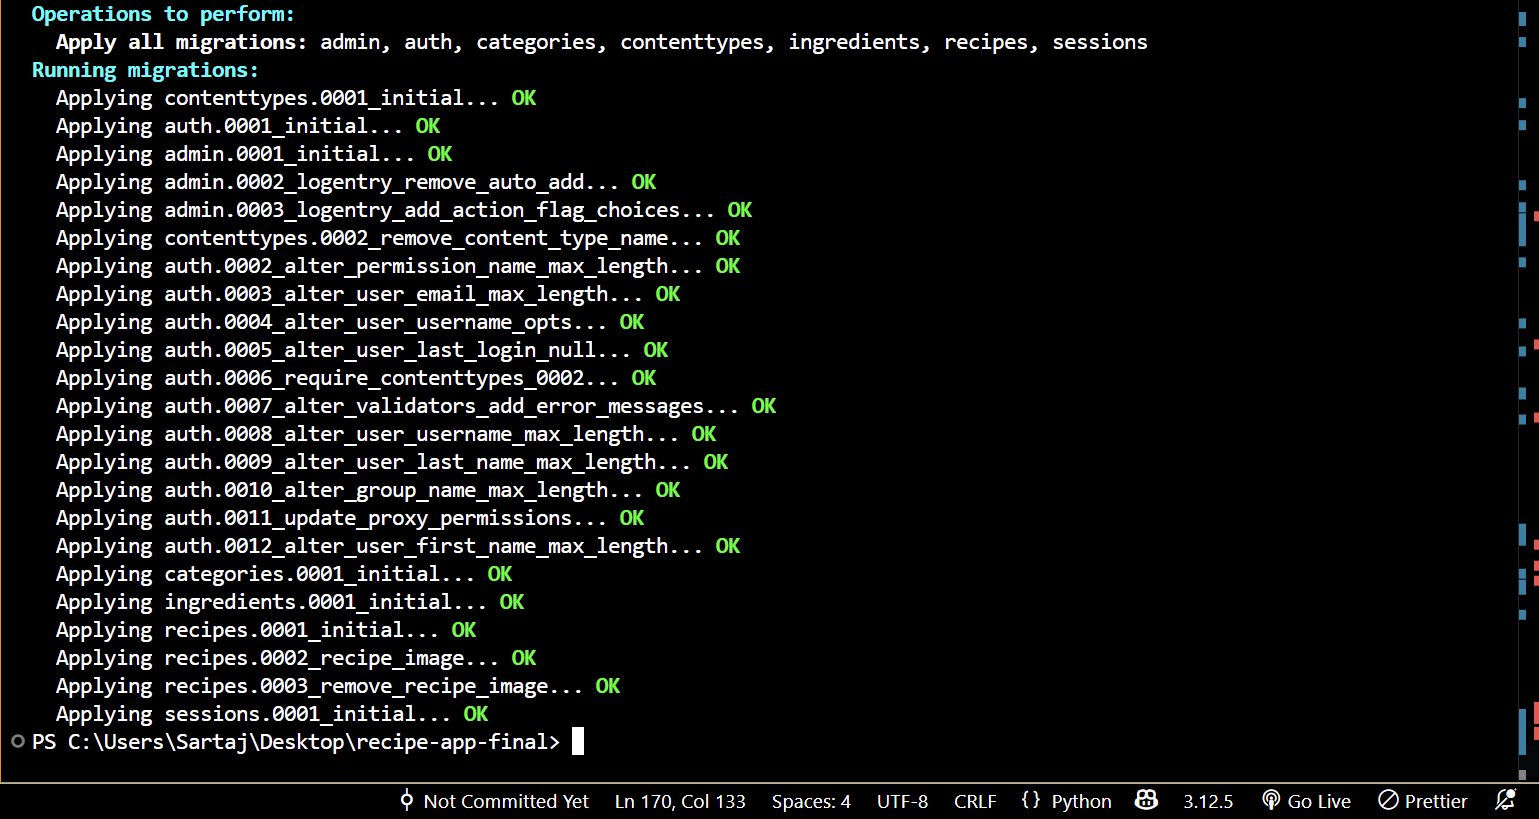 Operations to perform:
  Apply all migrations: admin, auth, categories, contenttypes, ingredients, recipes, sessions
Running migrations:
  Applying contenttypes.0001_initial... OK
  Applying auth.0001_initial... OK
  Applying admin.0001_initial... OK
  Applying admin.0002_logentry_remove_auto_add... OK
  Applying admin.0003_logentry_add_action_flag_choices... OK
  Applying contenttypes.0002_remove_content_type_name... OK
  Applying auth.0002_alter_permission_name_max_length... OK
  Applying auth.0003_alter_user_email_max_length... OK
  Applying auth.0004_alter_user_username_opts... OK
  Applying auth.0005_alter_user_last_login_null... OK
  Applying auth.0006_require_contenttypes_0002... OK
  Applying auth.0007_alter_validators_add_error_messages... OK
  Applying auth.0008_alter_user_username_max_length... OK
  Applying auth.0009_alter_user_last_name_max_length... OK
  Applying auth.0010_alter_group_name_max_length... OK
  Applying auth.0011_update_proxy_permissions... OK
  Applying auth.0012_alter_user_first_name_max_length... OK
  Applying categories.0001_initial... OK
  Applying ingredients.0001_initial... OK
  Applying recipes.0001_initial... OK
  Applying recipes.0002_recipe_image... OK
  Applying recipes.0003_remove_recipe_image... OK
  Applying sessions.0001_initial... OK
PS C:\Users\Sartaj\Desktop\recipe-app-final>
Not Committed Yet Ln 170, Col 133 Spaces: 4 UTF-8 CRLF {} Python 3.12.5 Go Live Prettier